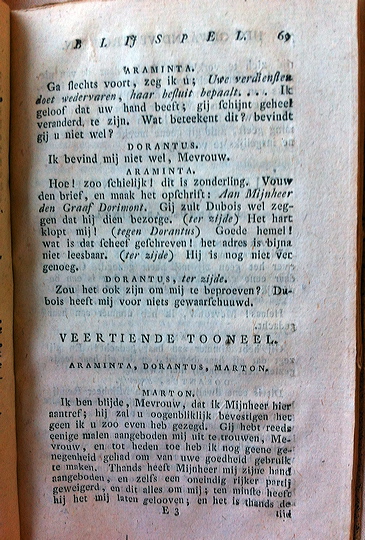 BLIJSPEL. 69
ARAMINTA.
Ga slechts voort, zeg ik u; Uwe verdiensten
doet wedervaren, haar besluit bepaalt.... Ik
geloof dat uw hand beeft; gij schijnt geheel
veranderd, te zijn. Wat beteekent dit? bevindt
gij u niet wel?
DORANTUS.
Ik bevind mij niet wel, Mevrouw.
ARAMINTA.
Hoe! zoo schielijk! dit is zonderling. Vouw
den brief, en maak het opschrift: Aan Mijnheer
den Graaf Dorimont. Gij zult Dubois wel zeg-
gen dat hij dien bezorge. (ter zijde) Het hart
klopt mij! (tegen Dorantus) Goede hemel!
wat is dat scheef geschreven! het adres is bijna
niet leesbaar. (ter zijde) Hij is nog niet ver
genoeg.
DORANTUS, ter zijde.
Zou het ook zijn om mij te beproeven? Du-
bois heeft mij voor niets gewaarschuuwd.
VEERTIENDE TOONEEL.
ARAMINTA, DORANTUS, MARTON.
MARTON.
Ik ben blijde, Mevrouw, dat ik Mijnheer hier
aantref; hij zal u oogenbliklijk bevestigen het
geen ik u zoo even heb gezegd. Gij hebt reeds
eenige malen aangeboden mij uit te trouwen, Me-
vrouw, en tot heden toe heb ik nog geene ge-
negenheid gehad om van uwe goedheid gebruik
te maken. Thands heeft Mijnheer mij zijne hand
aangeboden, en zelfs een oneindig rijker partij
geweigerd, en dit alles om mij; ten minste heeft
hij het mij laten gelooven; en het is thands de
E 3 tijd